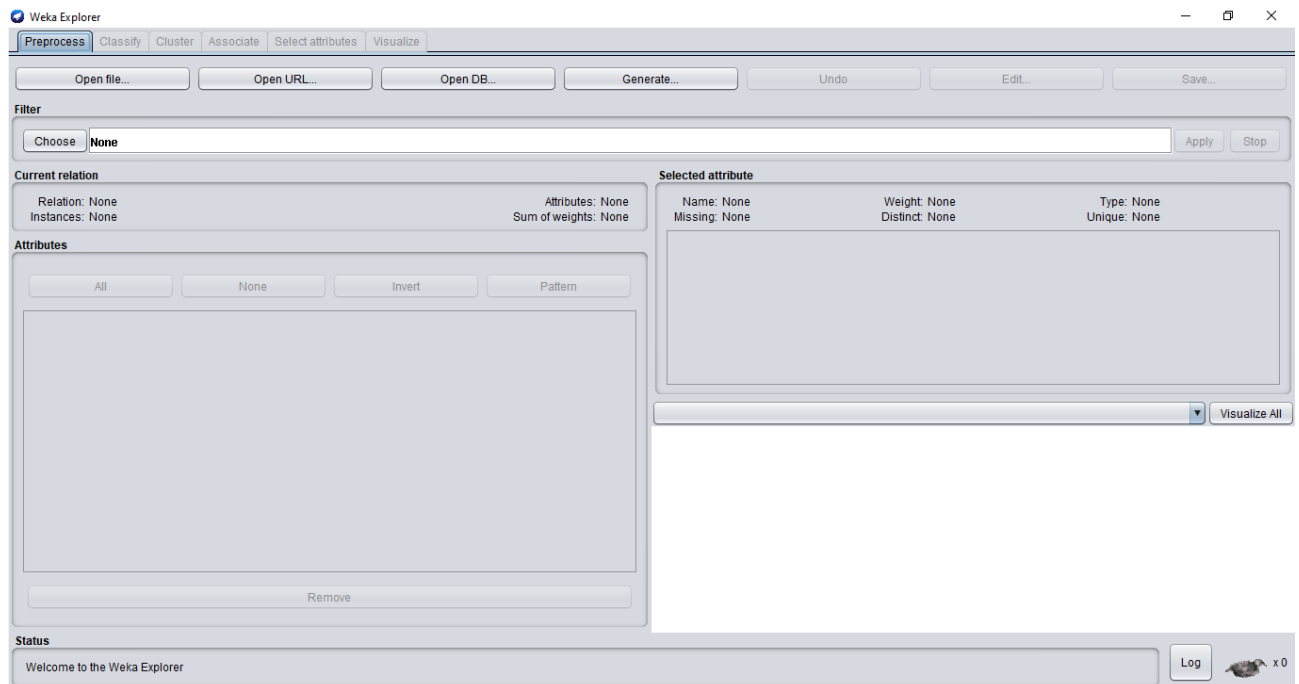 Weka Explorer
Preprocess Classify Cluster Associate Select attributes Visualize
Open file... Open URL... Open DB... Generate... Undo Edit... Save...
Filter
Choose None Apply Stop
Current relation
Relation: None Attributes: None
Instances: None Sum of weights: None
Selected attribute
Name: None Weight: None Type: None
Missing: None Distinct: None Unique: None
Attributes
All None Invert Pattern
Visualize All
Remove
Status
Welcome to the Weka Explorer
Log x 0